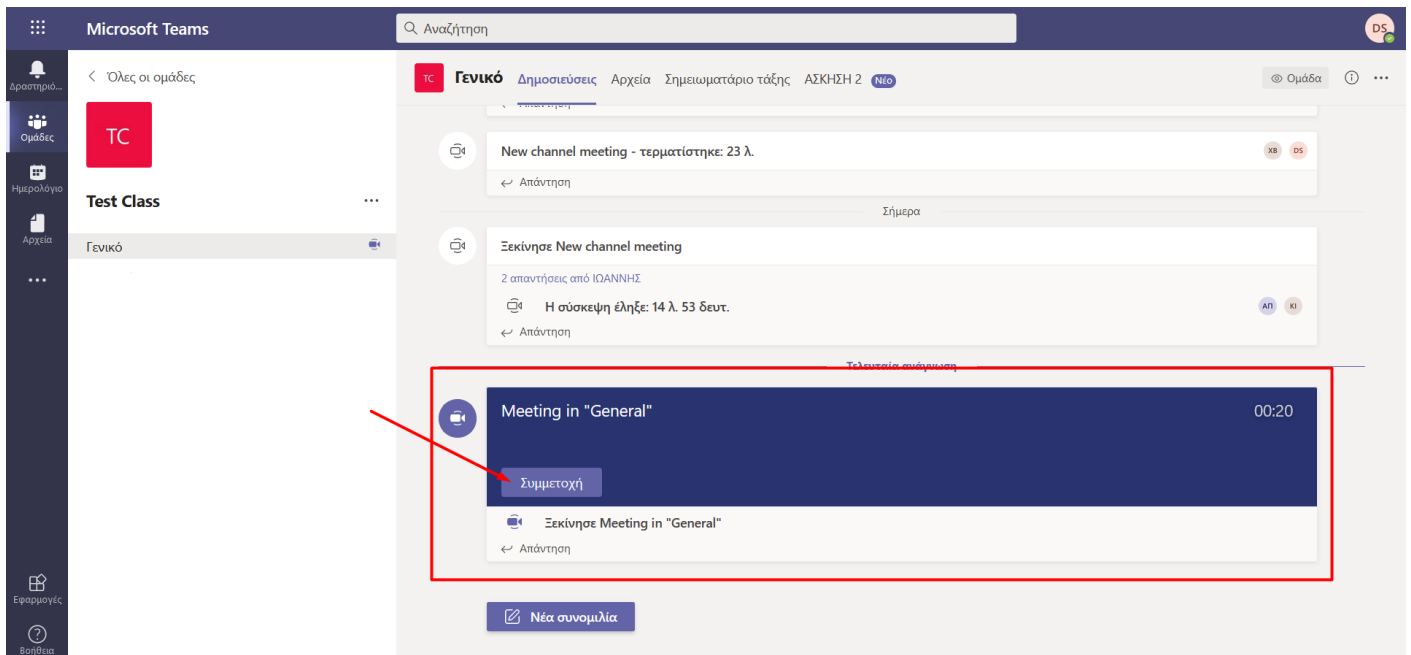 Microsoft Teams
Αναζήτηση
DS
Δραστηριό...
Ομάδες
Ημερολόγιο
Αρχεία
Εφαρμογές
Βοήθεια
Όλες οι ομάδες
TC
Test Class
Γενικό
TC Γενικό Δημοσιεύσεις Αρχεία Σημειωματάριο τάξης ΑΣΚΗΣΗ 2 Νέο
Ομάδα
Απάντηση
New channel meeting - τερματίστηκε: 23 λ.
XB DS
Απάντηση
Σήμερα
Ξεκίνησε New channel meeting
2 απαντήσεις από ΙΩΑΝΝΗΣ
Η σύσκεψη έληξε: 14 λ. 53 δευτ.
ΑΠ ΚΙ
Απάντηση
Τελευταία ανάγνωση
Meeting in "General" 00:20
Συμμετοχή
Ξεκίνησε Meeting in "General"
Απάντηση
Νέα συνομιλία